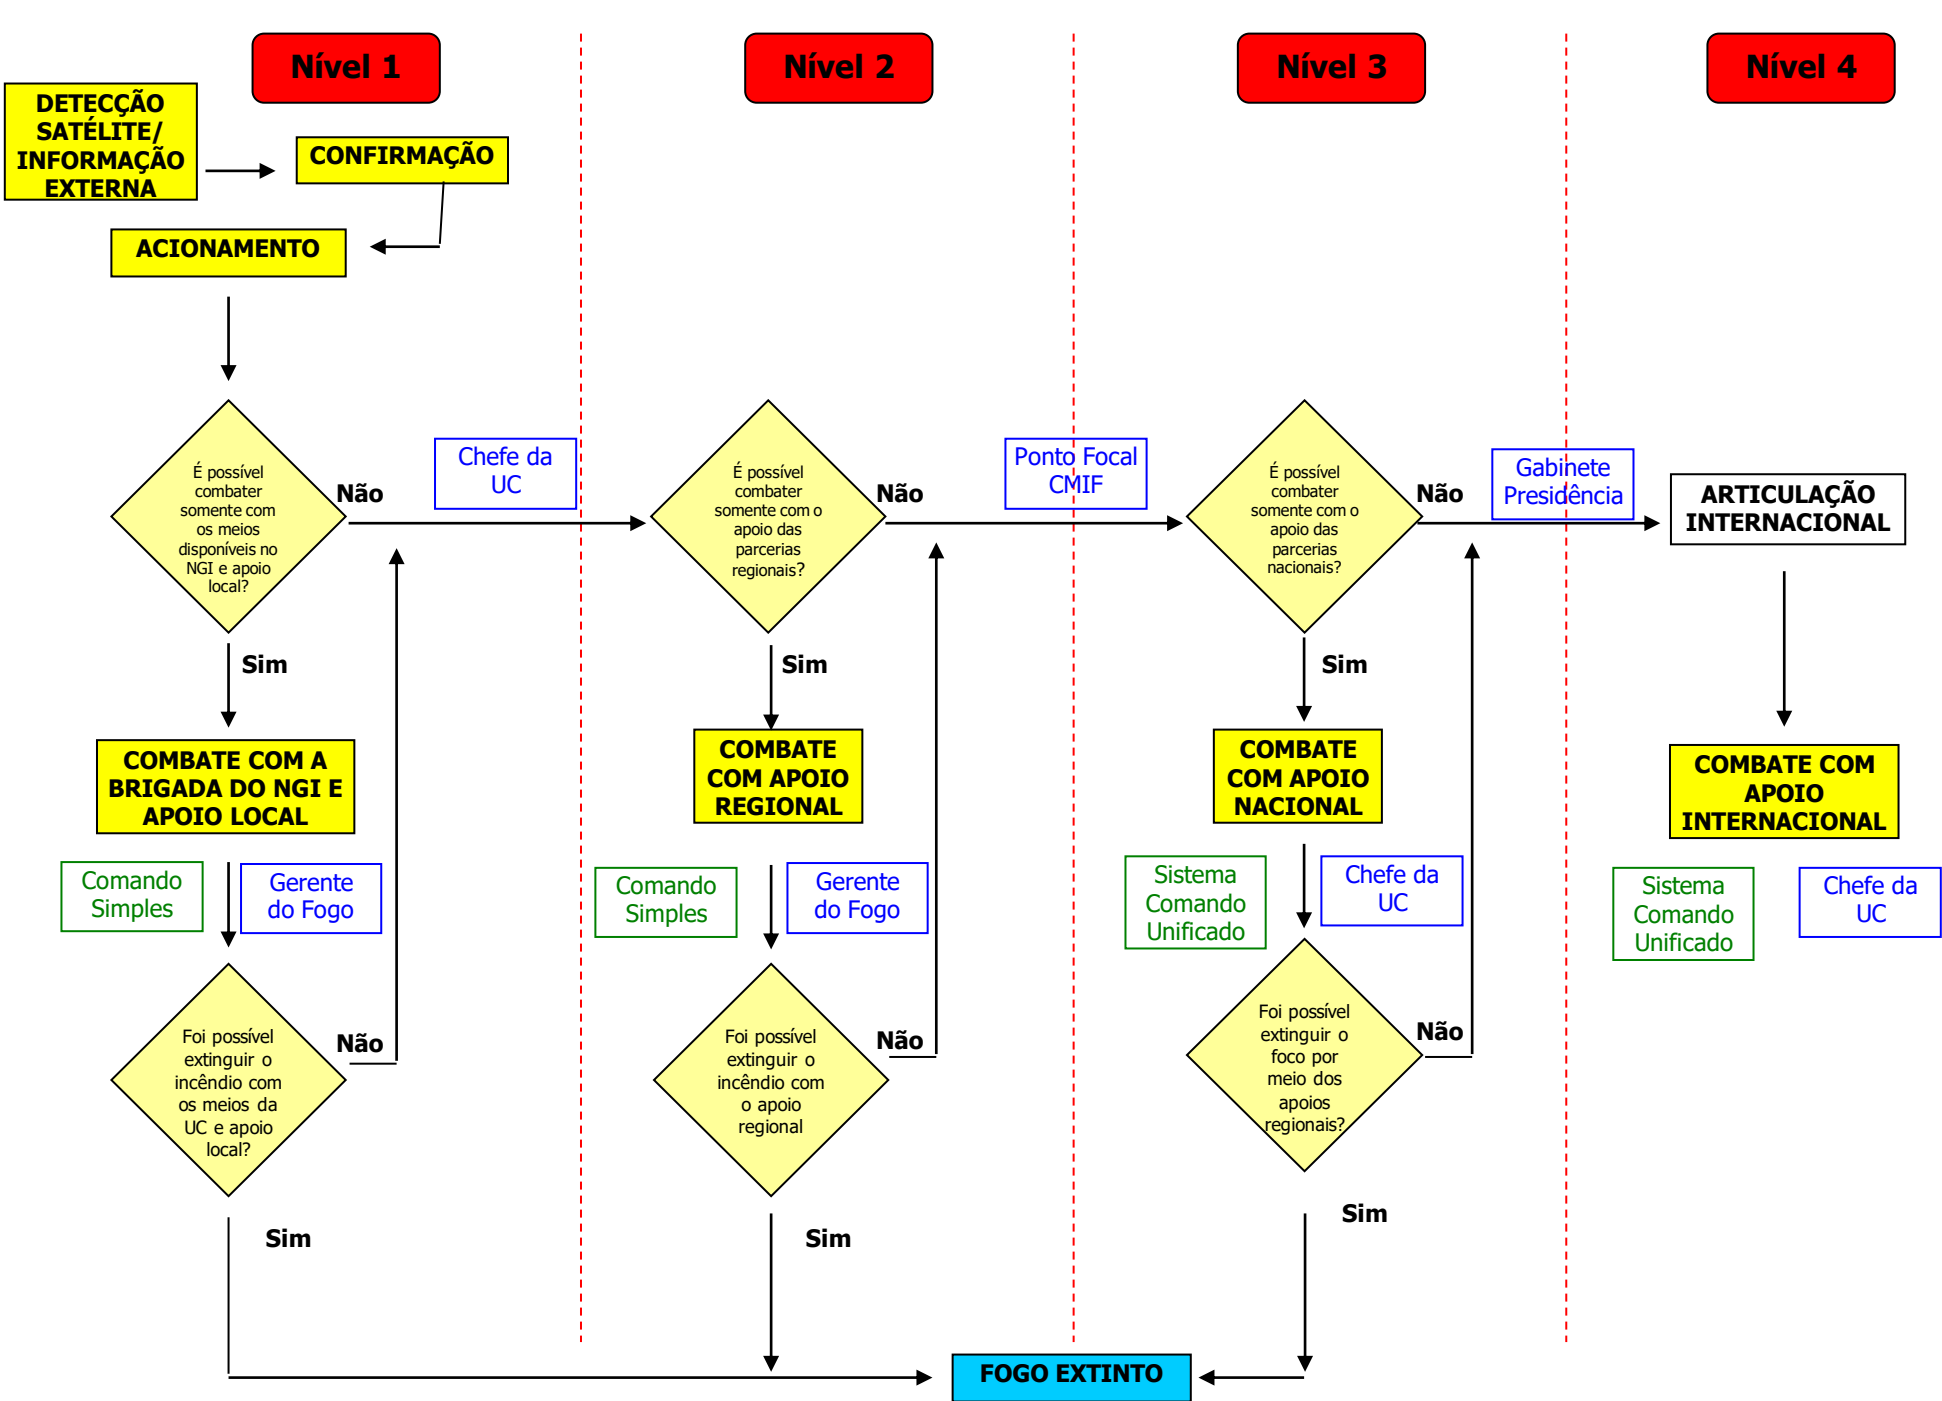 Nível 1
Nível 2
Nível 3
Nível 4
DETECÇÃO
SATÉLITE/
INFORMAÇÃO
EXTERNA
CONFIRMAÇÃO
ACIONAMENTO
É possível
combater
somente com
os meios
disponíveis no
NGI e apoio
local?
Não
Chefe da
UC
É possível
combater
somente com o
apoio das
parcerias
regionais?
Não
Ponto Focal
CMIF
É possível
combater
somente com o
apoio das
parcerias
nacionais?
Não
Gabinete
Presidência
ARTICULAÇÃO
INTERNACIONAL
Sim
Sim
Sim
COMBATE COM A
BRIGADA DO NGI E
APOIO LOCAL
COMBATE
COM APOIO
REGIONAL
COMBATE
COM APOIO
NACIONAL
COMBATE COM
APOIO
INTERNACIONAL
Comando
Simples
Gerente
do Fogo
Comando
Simples
Gerente
do Fogo
Sistema
Comando
Unificado
Chefe da
UC
Sistema
Comando
Unificado
Chefe da
UC
Foi possível
extinguir o
incêndio com
os meios da
UC e apoio
local?
Não
Foi possível
extinguir o
incêndio com
o apoio
regional
Não
Foi possível
extinguir o
foco por
meio dos
apoios
regionais?
Não
Sim
Sim
Sim
FOGO EXTINTO